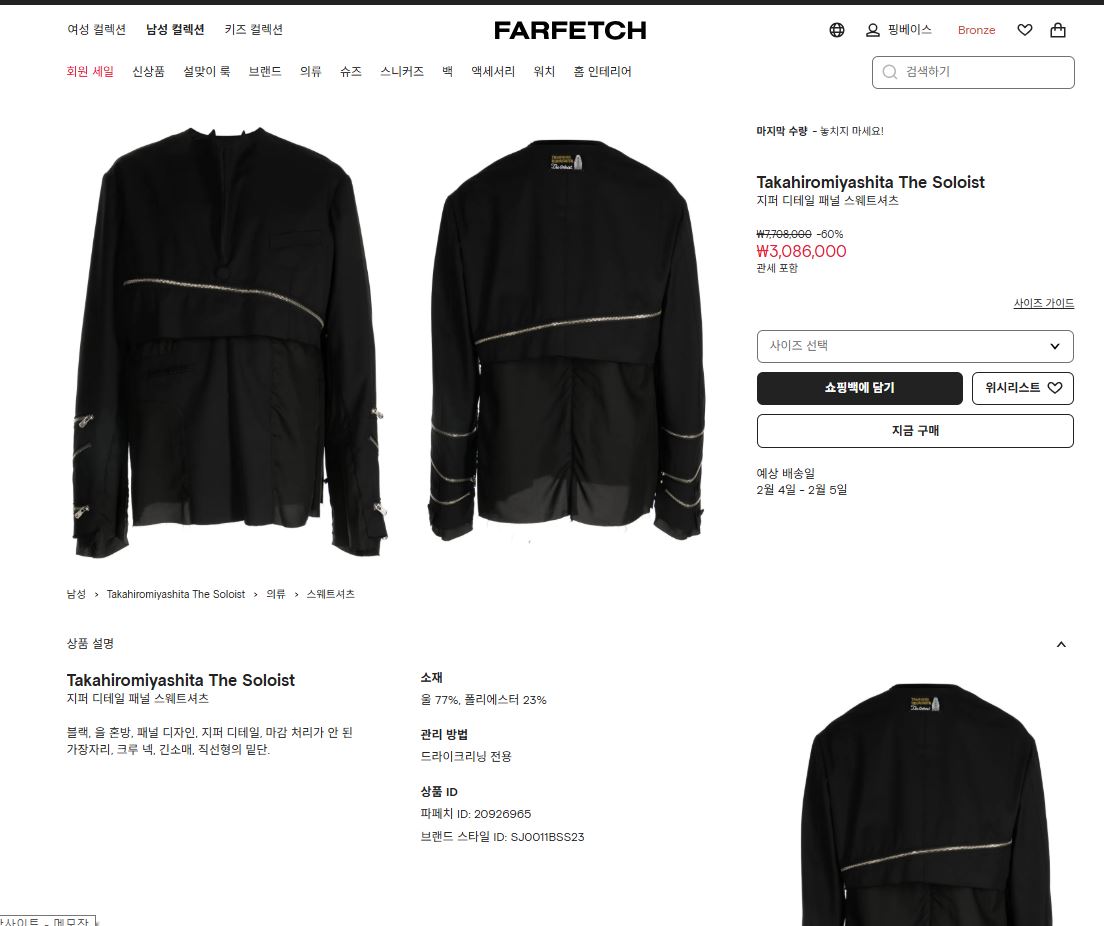 여성 컬렉션 남성 컬렉션 키즈 컬렉션
FARFETCH
핑베이스 Bronze
회원 세일 신상품 설맞이 룩 브랜드 의류 슈즈 스니커즈 백 액세서리 워치 홈 인테리어
검색하기
마지막 수량 - 놓치지 마세요!
Takahiromiyashita The Soloist
지퍼 디테일 패널 스웨트셔츠
₩7,708,000 -60%
₩3,086,000
관세 포함
사이즈 가이드
사이즈 선택
쇼핑백에 담기 위시리스트
지금 구매
예상 배송일
2월 4일 - 2월 5일
남성 › Takahiromiyashita The Soloist › 의류 › 스웨트셔츠
상품 설명
Takahiromiyashita The Soloist
지퍼 디테일 패널 스웨트셔츠
블랙, 울 혼방, 패널 디자인, 지퍼 디테일, 마감 처리가 안 된
가장자리, 크루 넥, 긴소매, 직선형의 밑단.
소재
울 77%, 폴리에스터 23%
관리 방법
드라이크리닝 전용
상품 ID
파페치 ID: 20926965
브랜드 스타일 ID: SJ0011BSS23